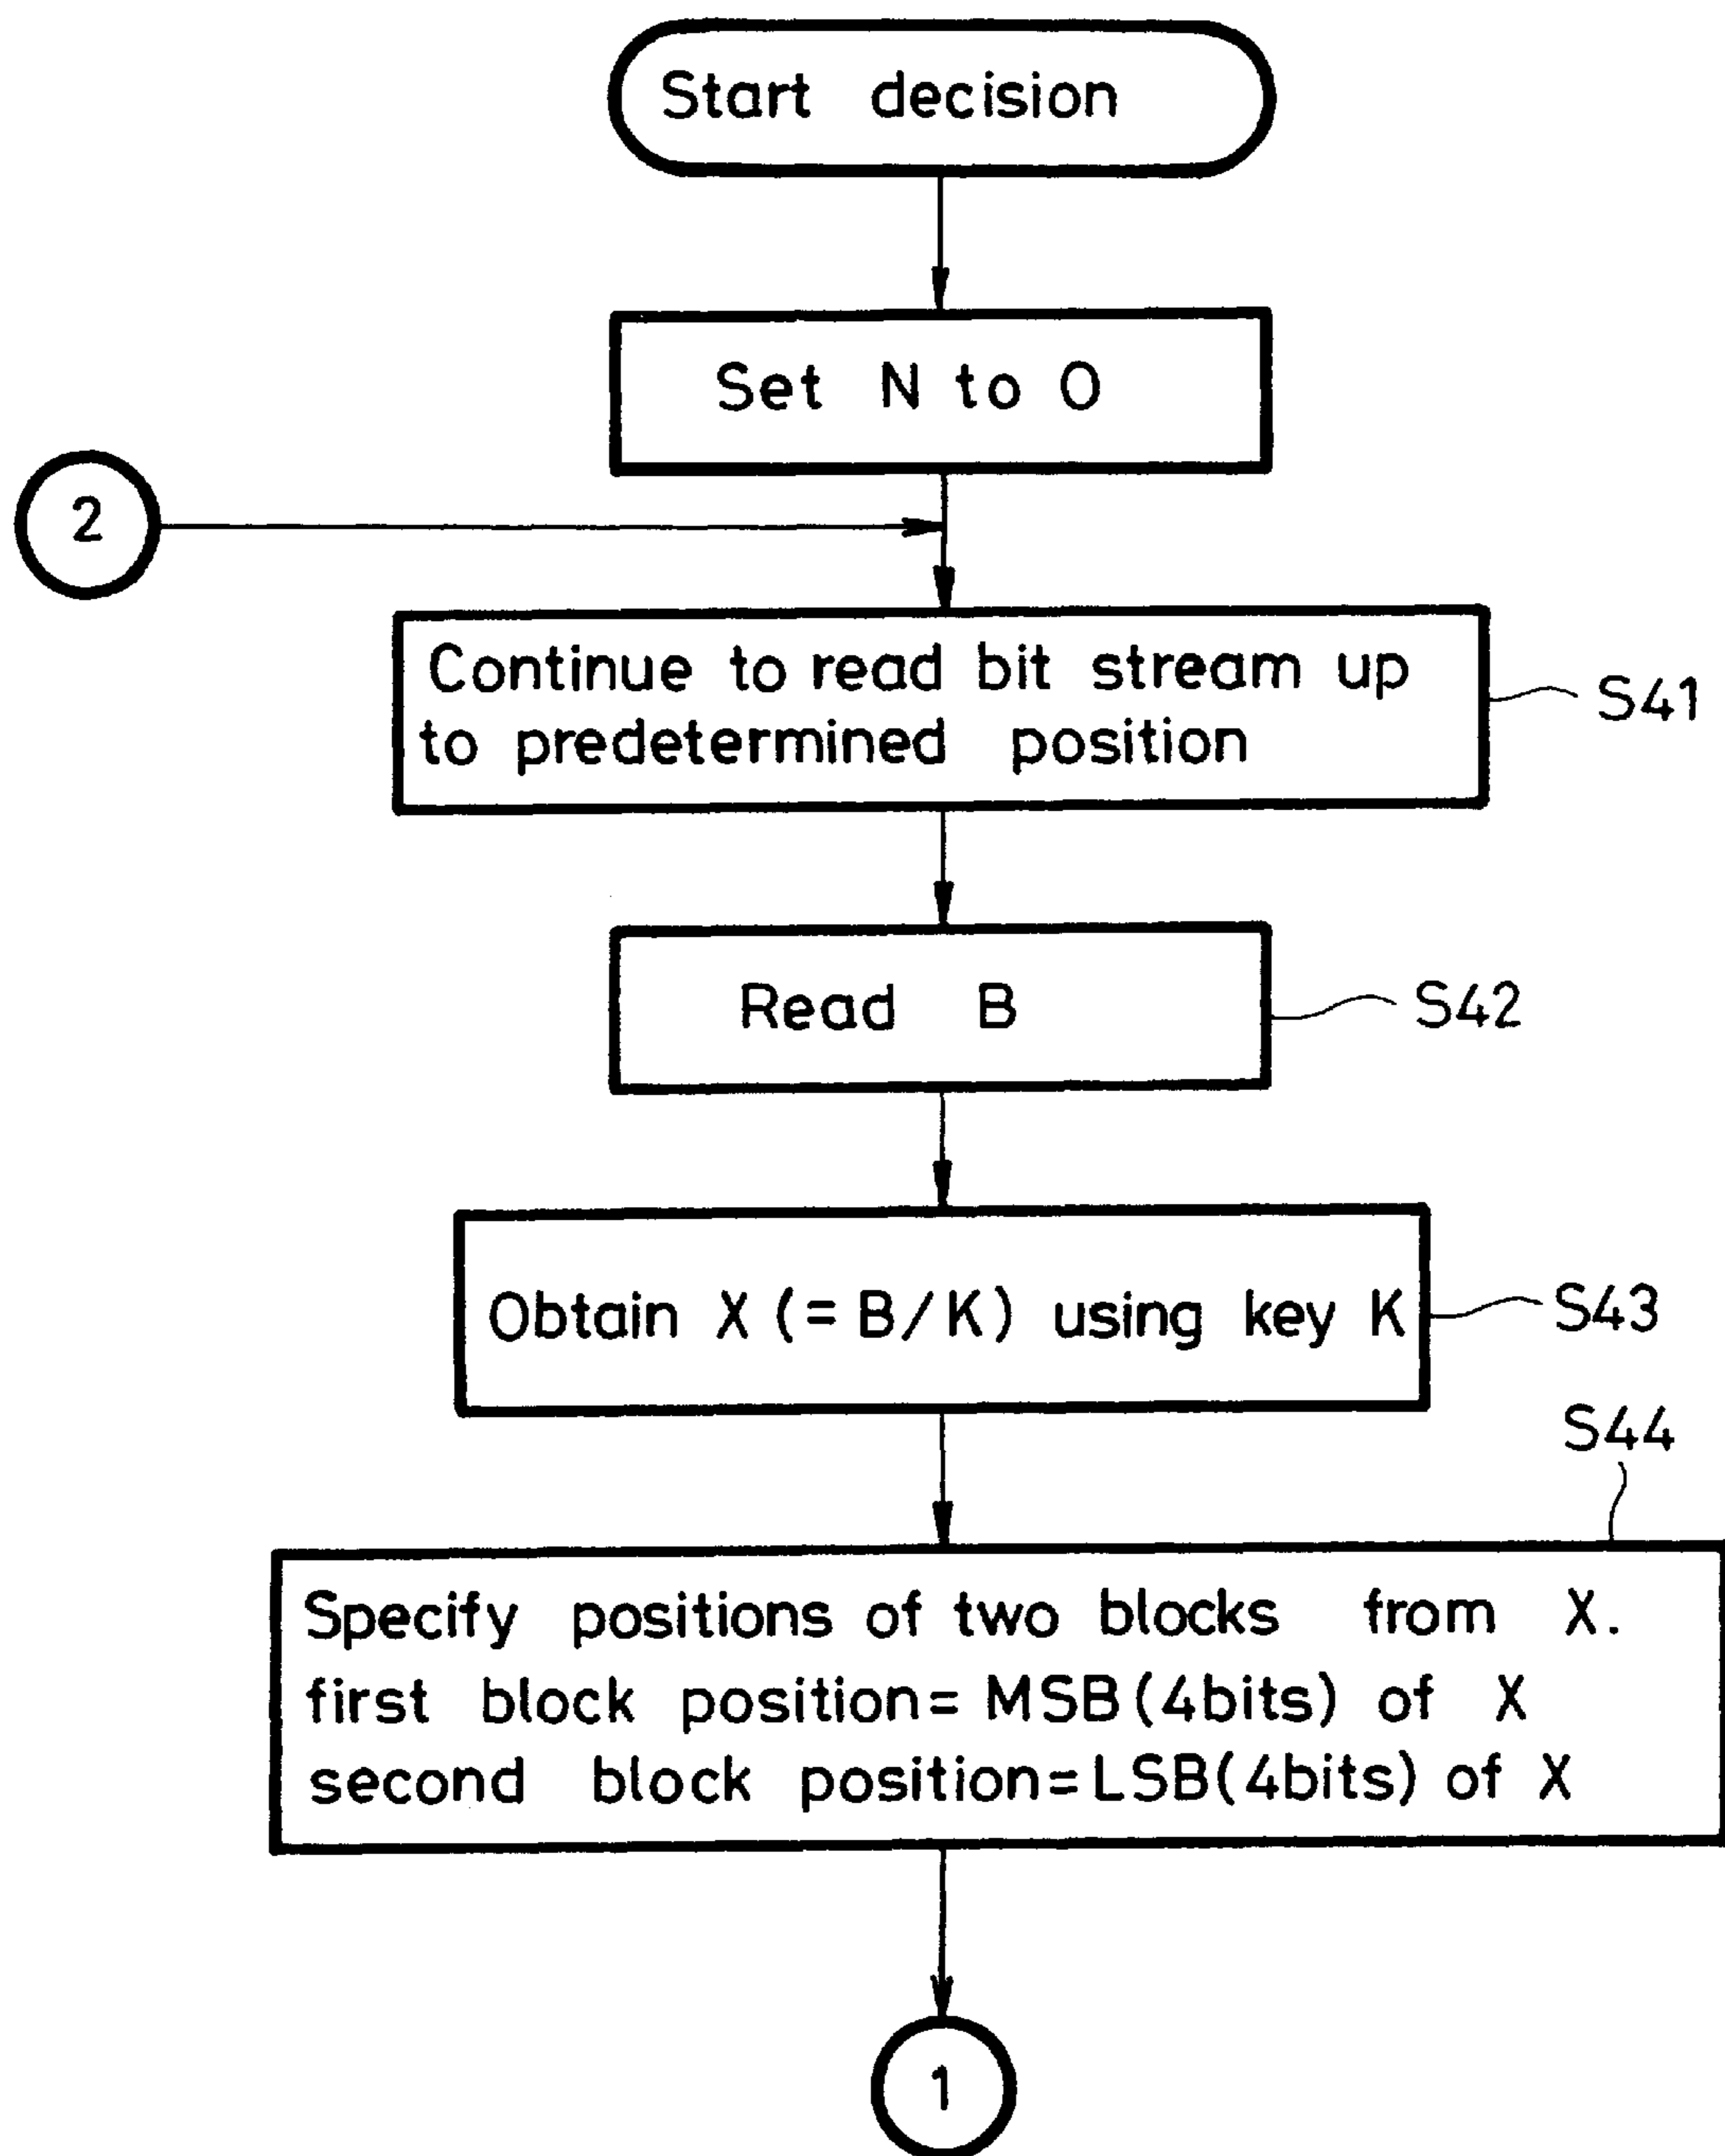 Start decision
Set N to 0
2
Continue to read bit stream up
to predetermined position
S41
Read B
S42
Obtain X (= B/K) using key K
S43
S44
Specify positions of two blocks from X.
first block position= MSB(4bits) of X
second block position=LSB(4bits) of X
1